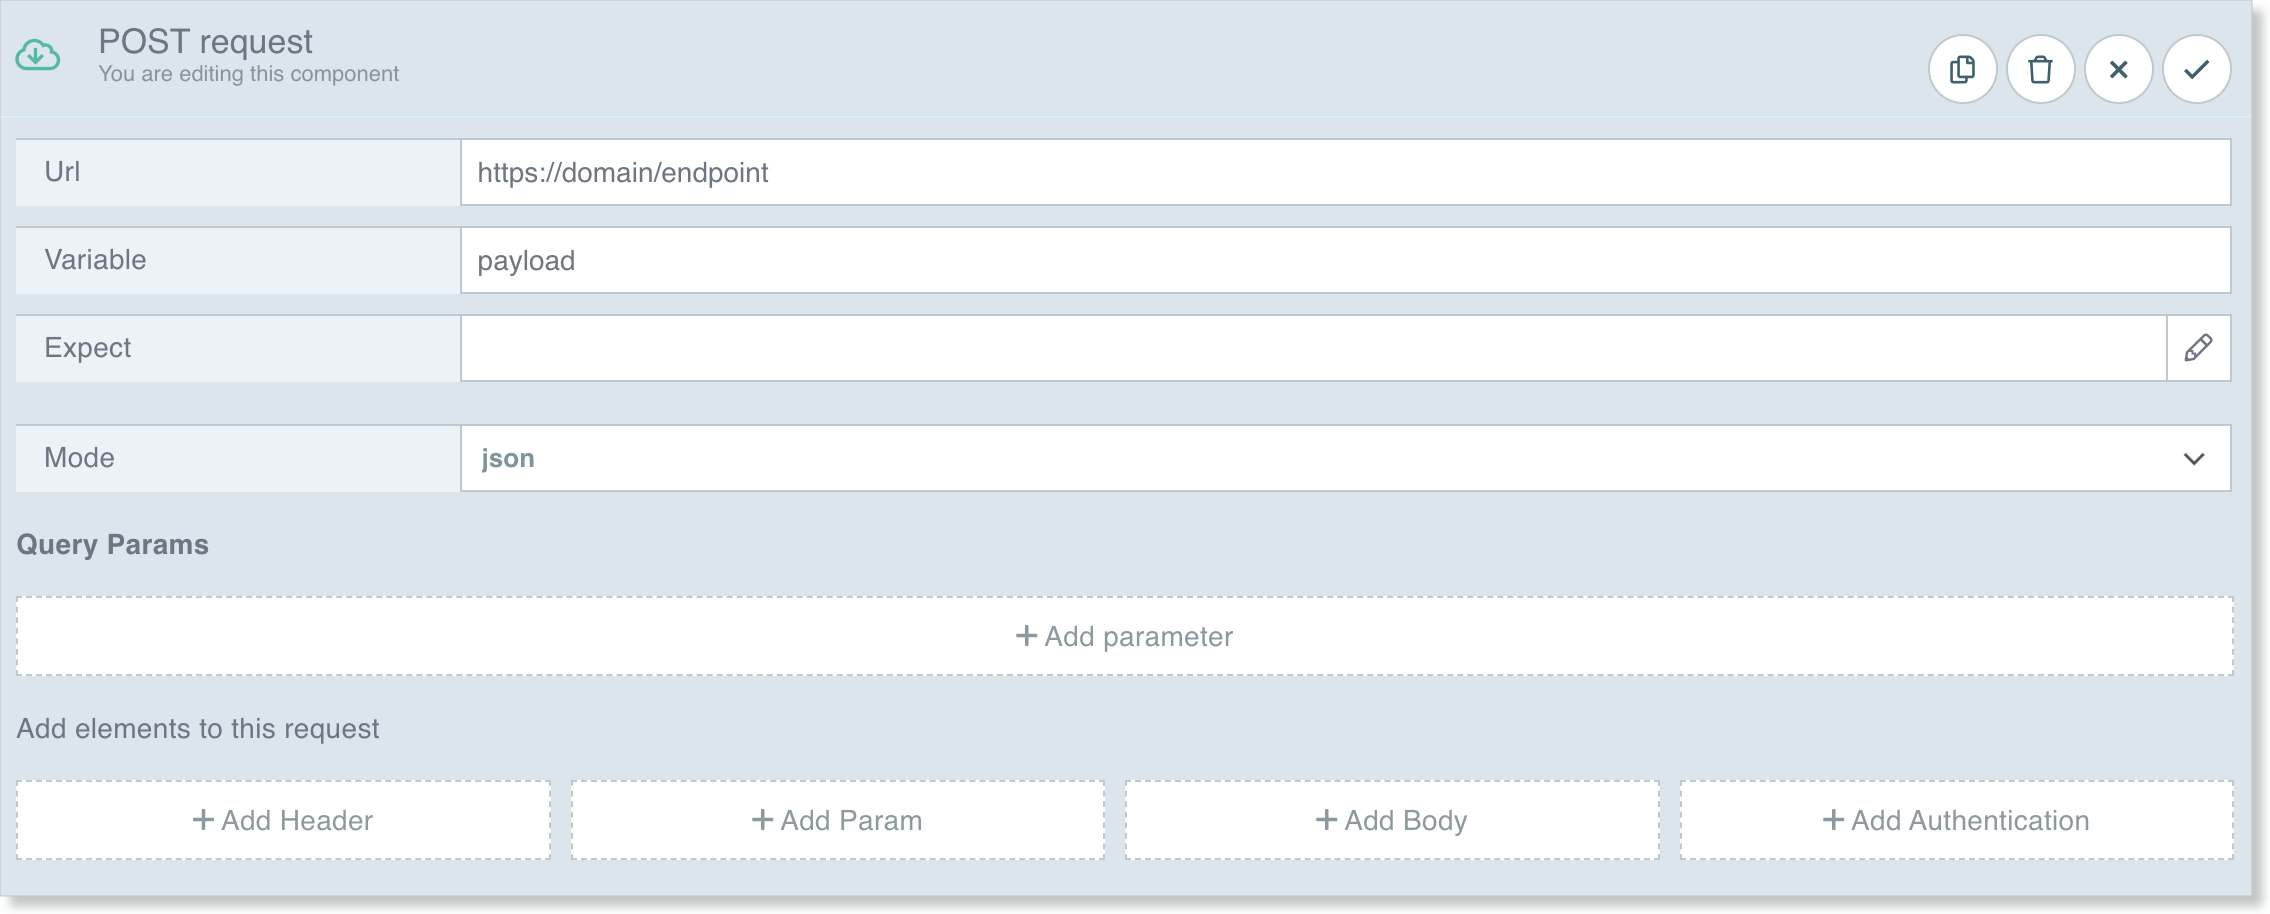 POST request
You are editing this component
Url
https://domain/endpoint
Variable
payload
Expect
Mode
json
Query Params
+ Add parameter
Add elements to this request
+ Add Header
+ Add Param
+ Add Body
+ Add Authentication